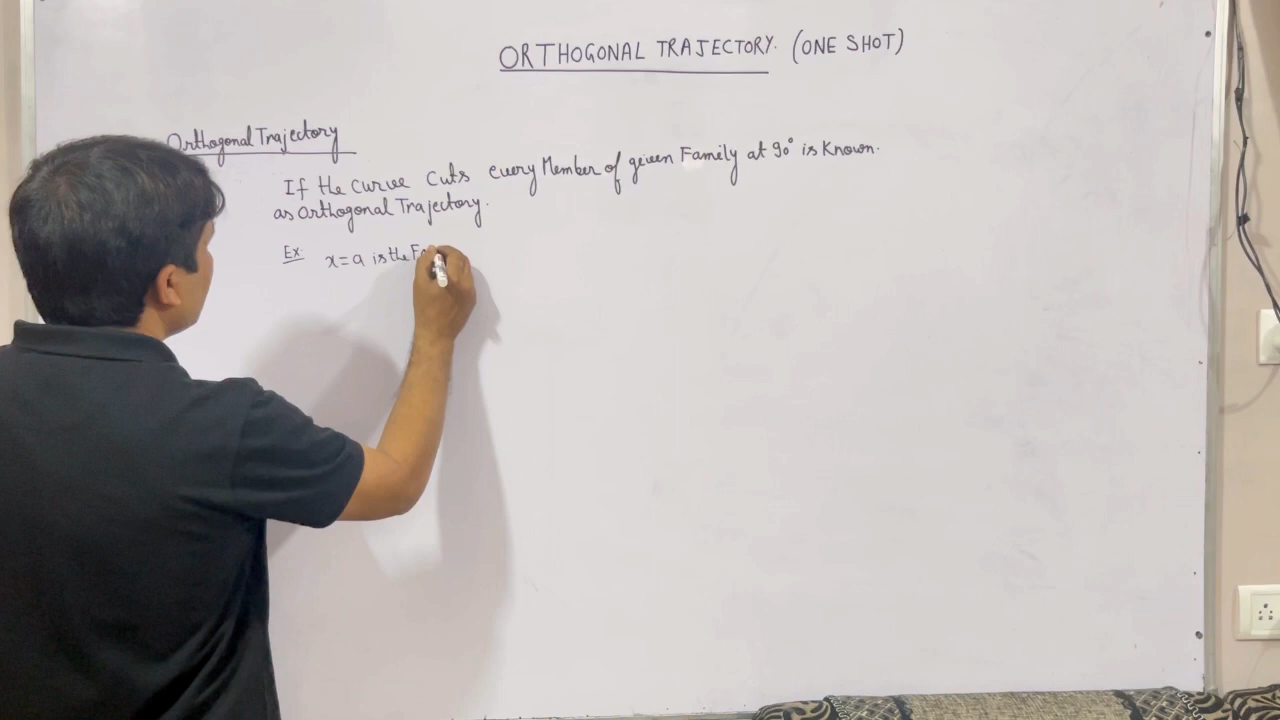 ORTHOGONAL TRAJECTORY. (ONE SHOT)
Orthogonal Trajectory
If the Curve Cuts every Member of given Family at 90° is Known.
as Orthogonal Trajectory.
Ex. x=a is the